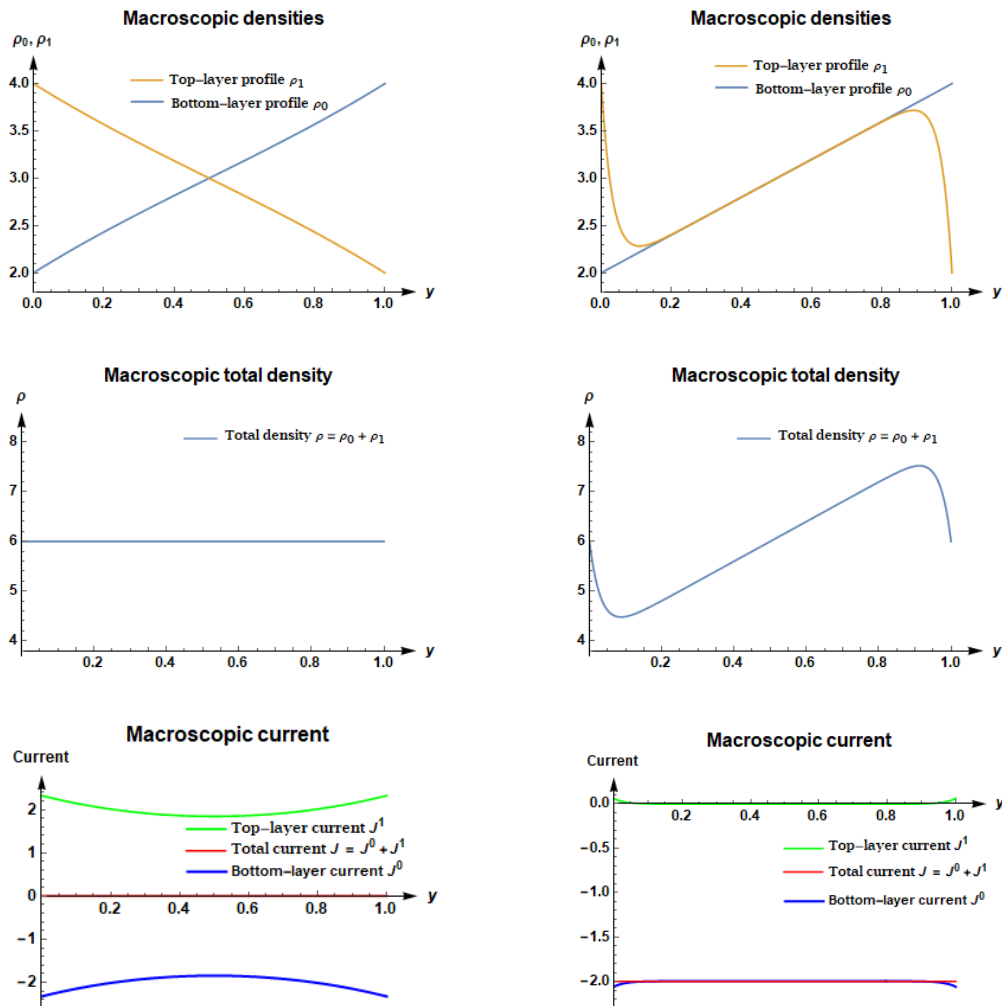 Macroscopic densities
ρ0, ρ1
Top-layer profile ρ1
Bottom-layer profile ρ0
4.0
3.5
3.0
2.5
2.0
0.0 0.2 0.4 0.6 0.8 1.0 y
Macroscopic densities
ρ0, ρ1
Top-layer profile ρ1
Bottom-layer profile ρ0
4.0
3.5
3.0
2.5
2.0
0.0 0.2 0.4 0.6 0.8 1.0 y
Macroscopic total density
ρ
Total density ρ = ρ0 + ρ1
8
7
6
5
4
0.2 0.4 0.6 0.8 1.0 y
Macroscopic total density
ρ
Total density ρ = ρ0 + ρ1
8
7
6
5
4
0.2 0.4 0.6 0.8 1.0 y
Macroscopic current
Current
2
Top-layer current J^1
Total current J = J^0 + J^1
Bottom-layer current J^0
1
0
0.2 0.4 0.6 0.8 1.0 y
-1
-2
Macroscopic current
Current
0.0
0.2 0.4 0.6 0.8 1.0 y
Top-layer current J^1
Total current J = J^0 + J^1
Bottom-layer current J^0
-0.5
-1.0
-1.5
-2.0